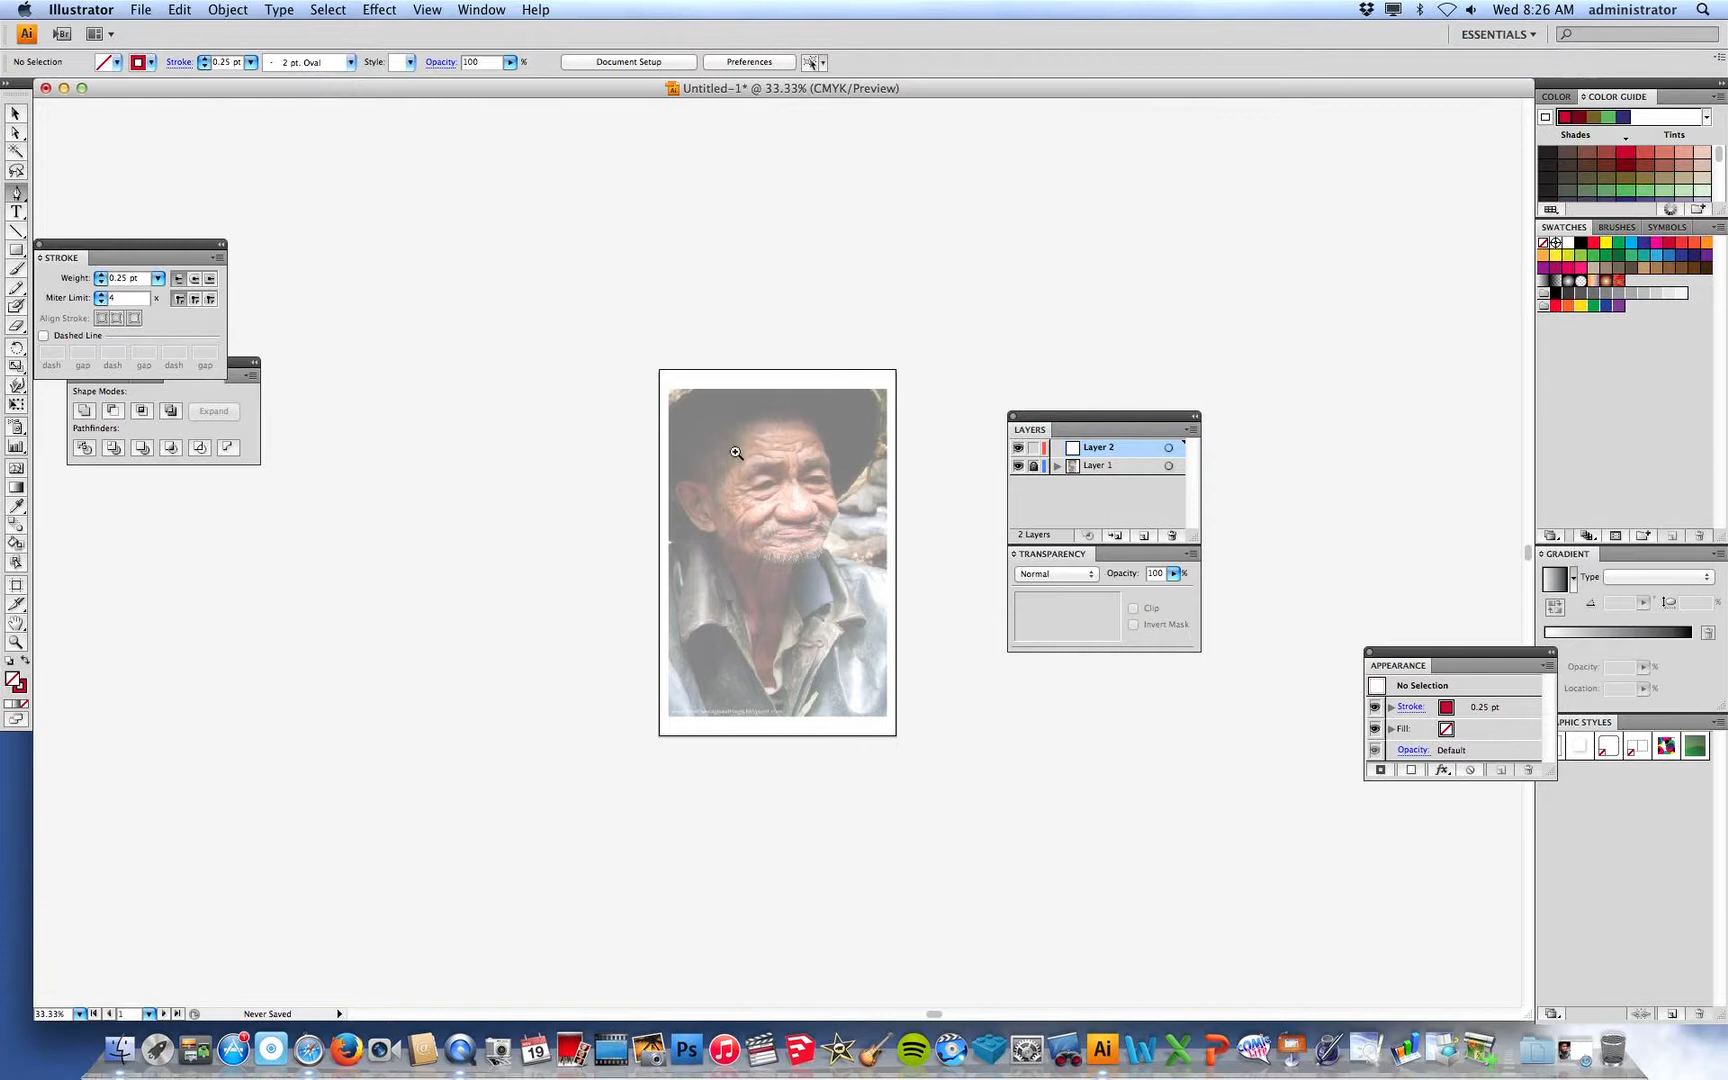 Illustrator File Edit Object Type Select Effect View Window Help
Wed 8:26 AM administrator
Ai Br ESSENTIALS
No Selection Stroke: 0.25 pt 2 pt. Oval Style: Opacity: 100 % Document Setup Preferences
Untitled-1* @ 33.33% (CMYK/Preview)
COLOR COLOR GUIDE
Shades Tints
SWATCHES BRUSHES SYMBOLS
STROKE
Weight: 0.25 pt
Miter Limit: 4 x
Align Stroke:
Dashed Line
dash gap dash gap dash gap
Shape Modes:
Expand
Pathfinders:
LAYERS
Layer 2
Layer 1
2 Layers
TRANSPARENCY
Normal Opacity: 100 %
Clip
Invert Mask
GRADIENT
Type
%
Opacity: %
Location: %
APPEARANCE
No Selection
Stroke: 0.25 pt
Fill:
Opacity: Default
PHIC STYLES
33.33% 1 Never Saved
19
Ps
Ai